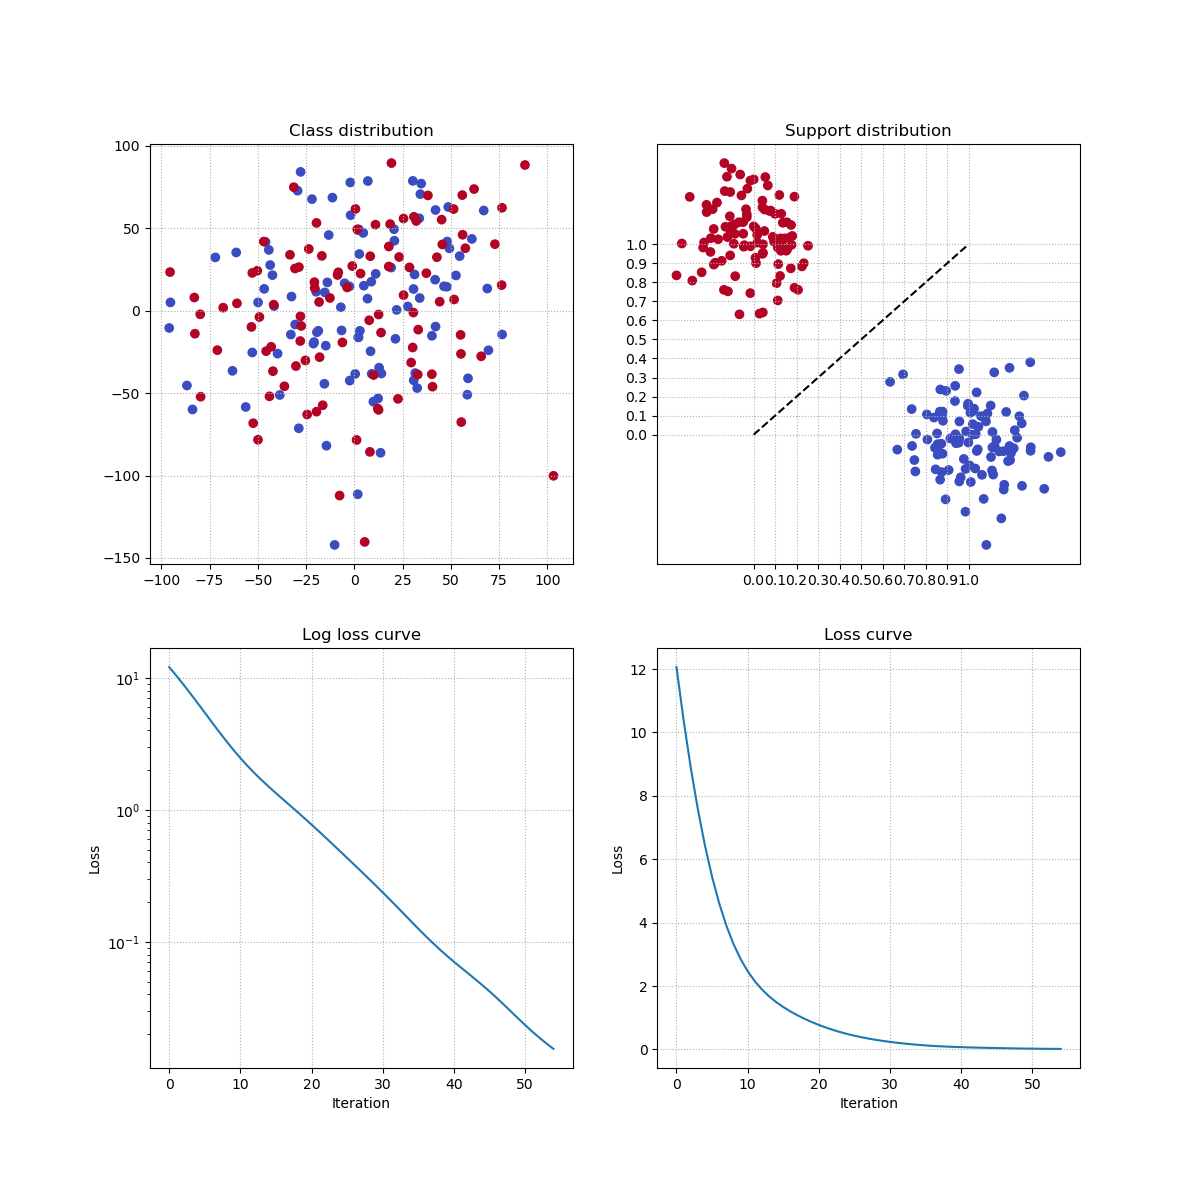 Class distribution
100
50
0
−50
−100
−150
−100 −75 −50 −25 0 25 50 75 100
Support distribution
1.0
0.9
0.8
0.7
0.6
0.5
0.4
0.3
0.2
0.1
0.0
0.00.10.20.30.40.50.60.70.80.91.0
Log loss curve
Loss
10¹
10⁰
10⁻¹
0 10 20 30 40 50
Iteration
Loss curve
Loss
12
10
8
6
4
2
0
0 10 20 30 40 50
Iteration